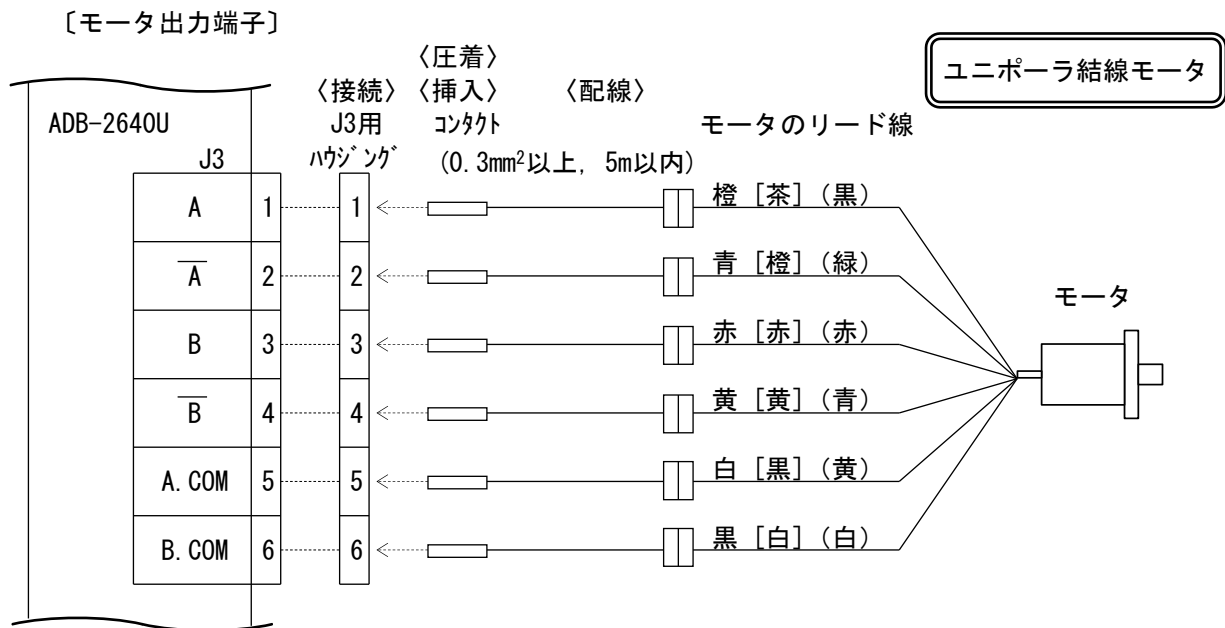 〔モータ出力端子〕
ユニポーラ結線モータ
〈圧着〉
〈接続〉 〈挿入〉 〈配線〉
ADB-2640U J3用 コンタクト モータのリード線
J3 ハウジング (0.3mm²以上, 5m以内)
A 1 1 橙 [茶] (黒)
A̅ 2 2 青 [橙] (緑)
モータ
B 3 3 赤 [赤] (赤)
B̅ 4 4 黄 [黄] (青)
A.COM 5 5 白 [黒] (黄)
B.COM 6 6 黒 [白] (白)